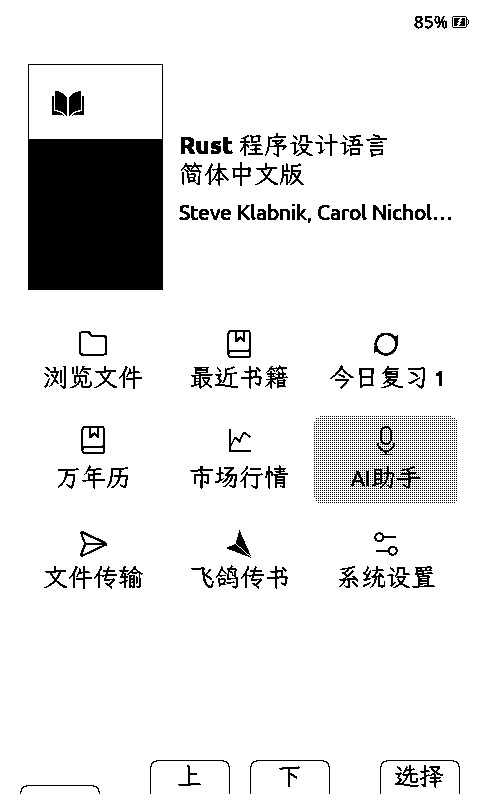 85%
Rust 程序设计语言
简体中文版
Steve Klabnik, Carol Nichol...
浏览文件 最近书籍 今日复习 1
万年历 市场行情 AI助手
文件传输 飞鸽传书 系统设置
上 下 选择